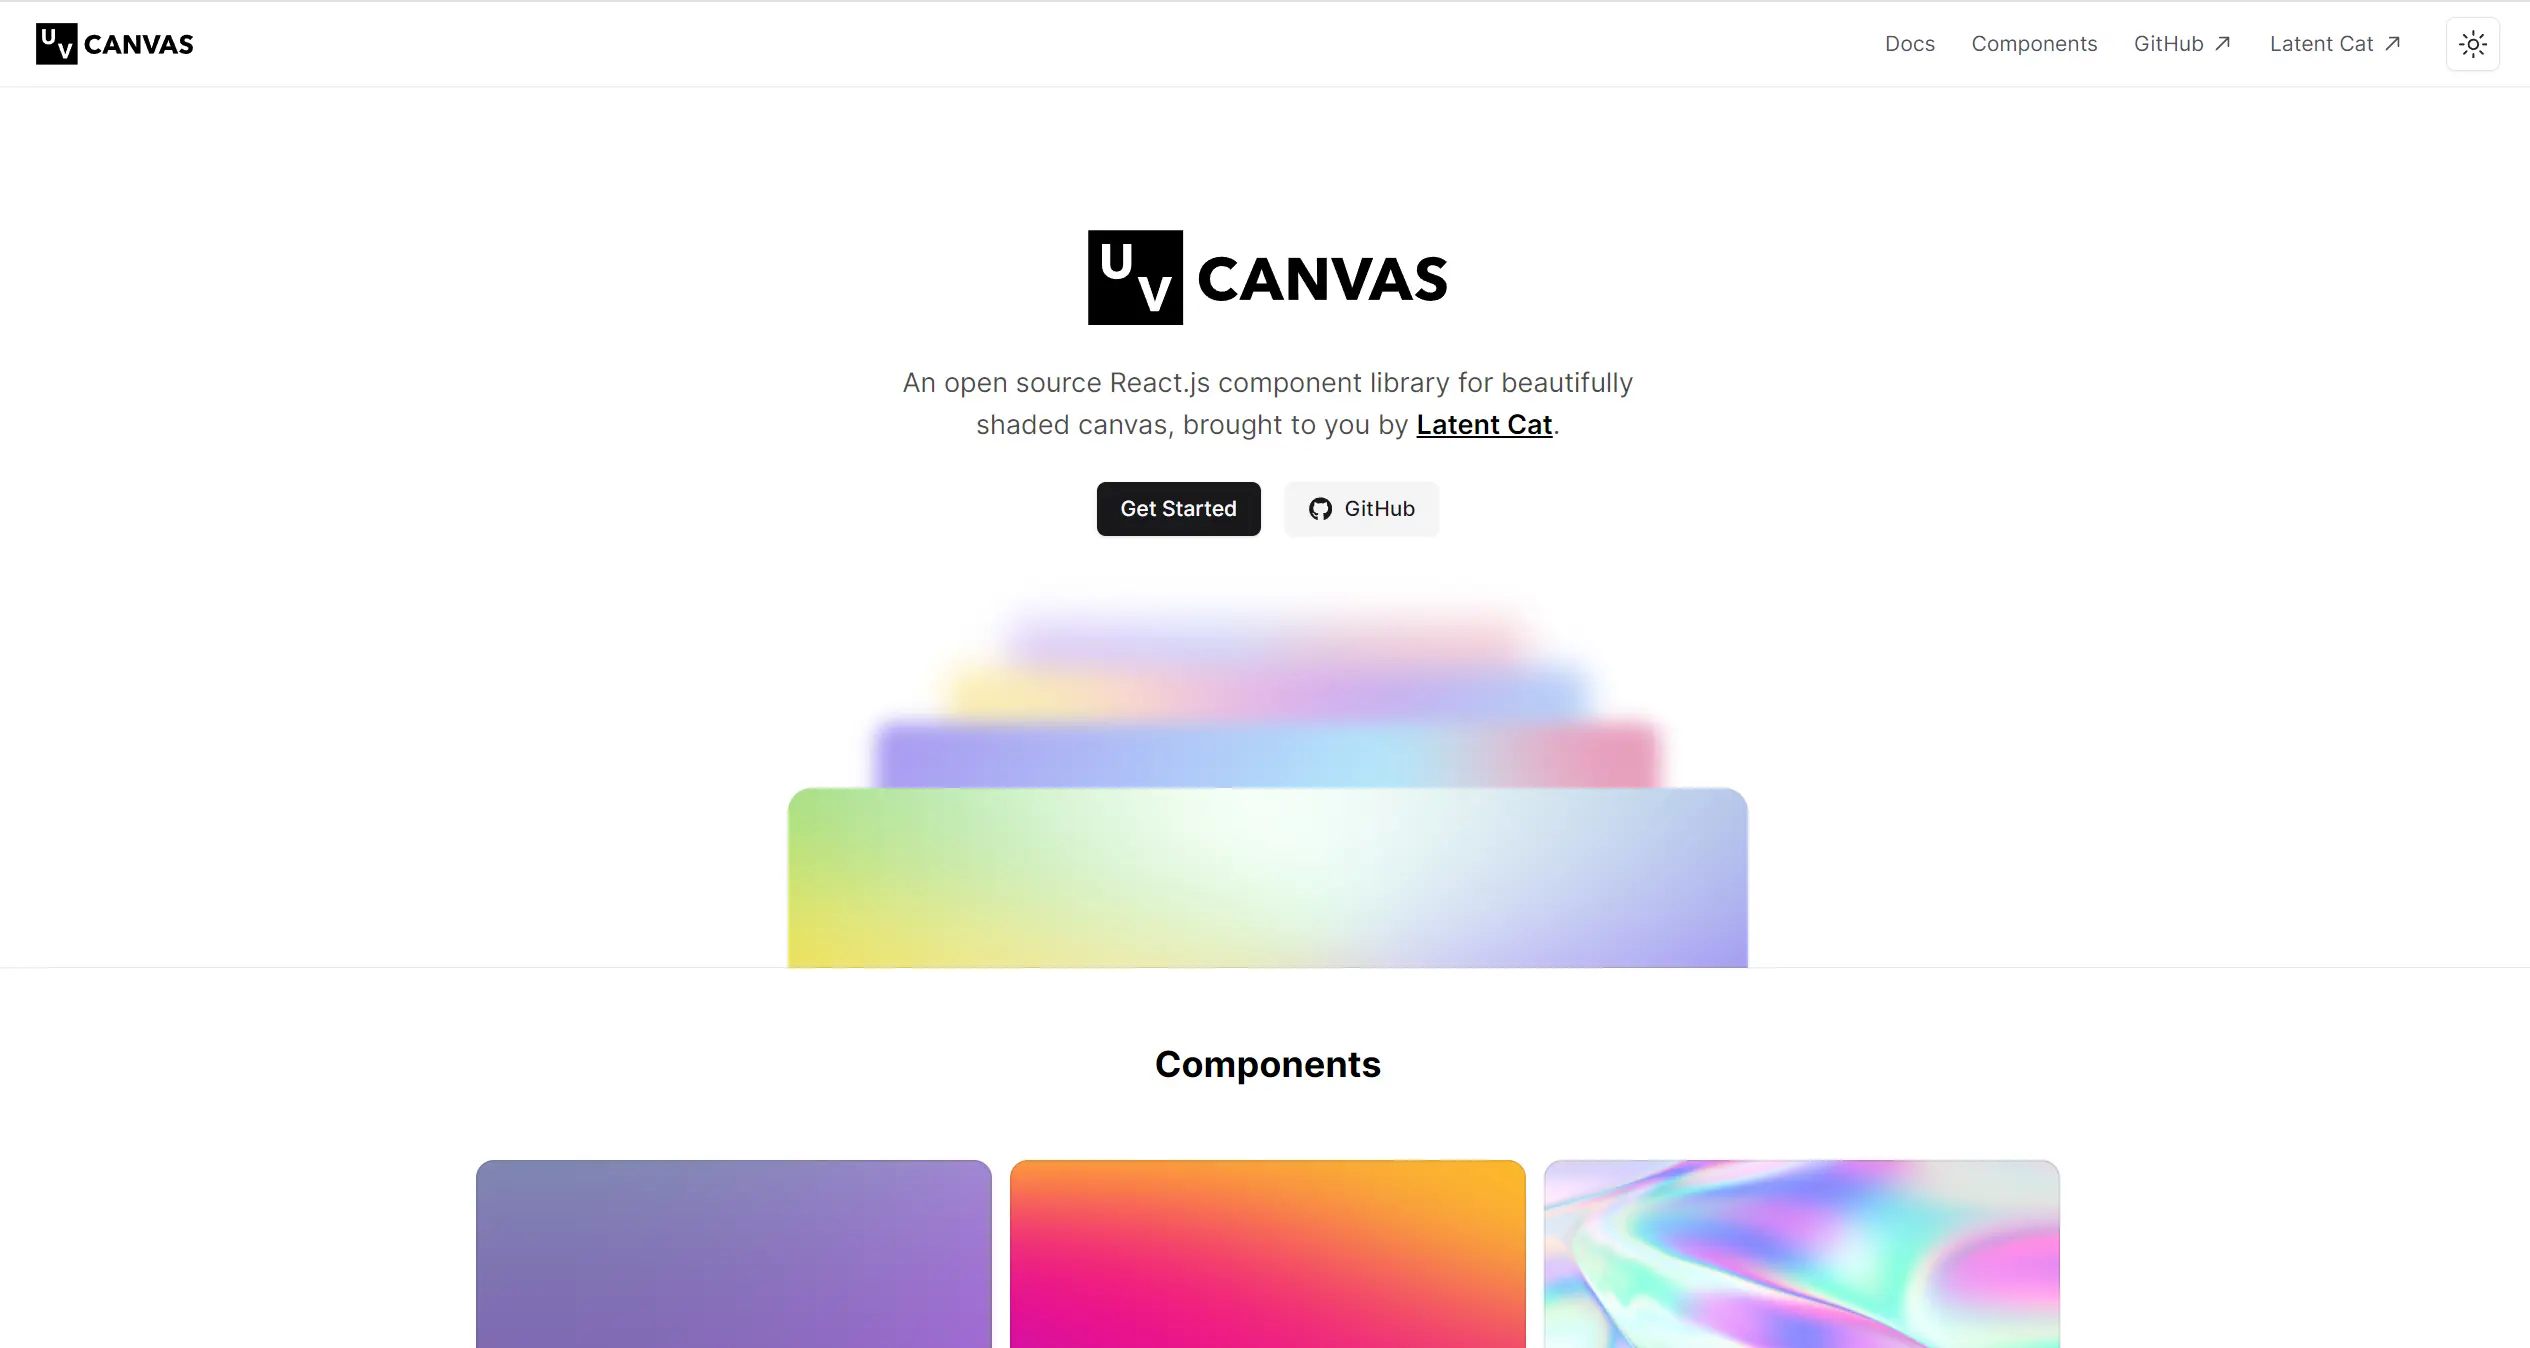 UV CANVAS
Docs
Components
GitHub
Latent Cat
UV CANVAS
An open source React.js component library for beautifully
shaded canvas, brought to you by Latent Cat.
Get Started
GitHub
Components